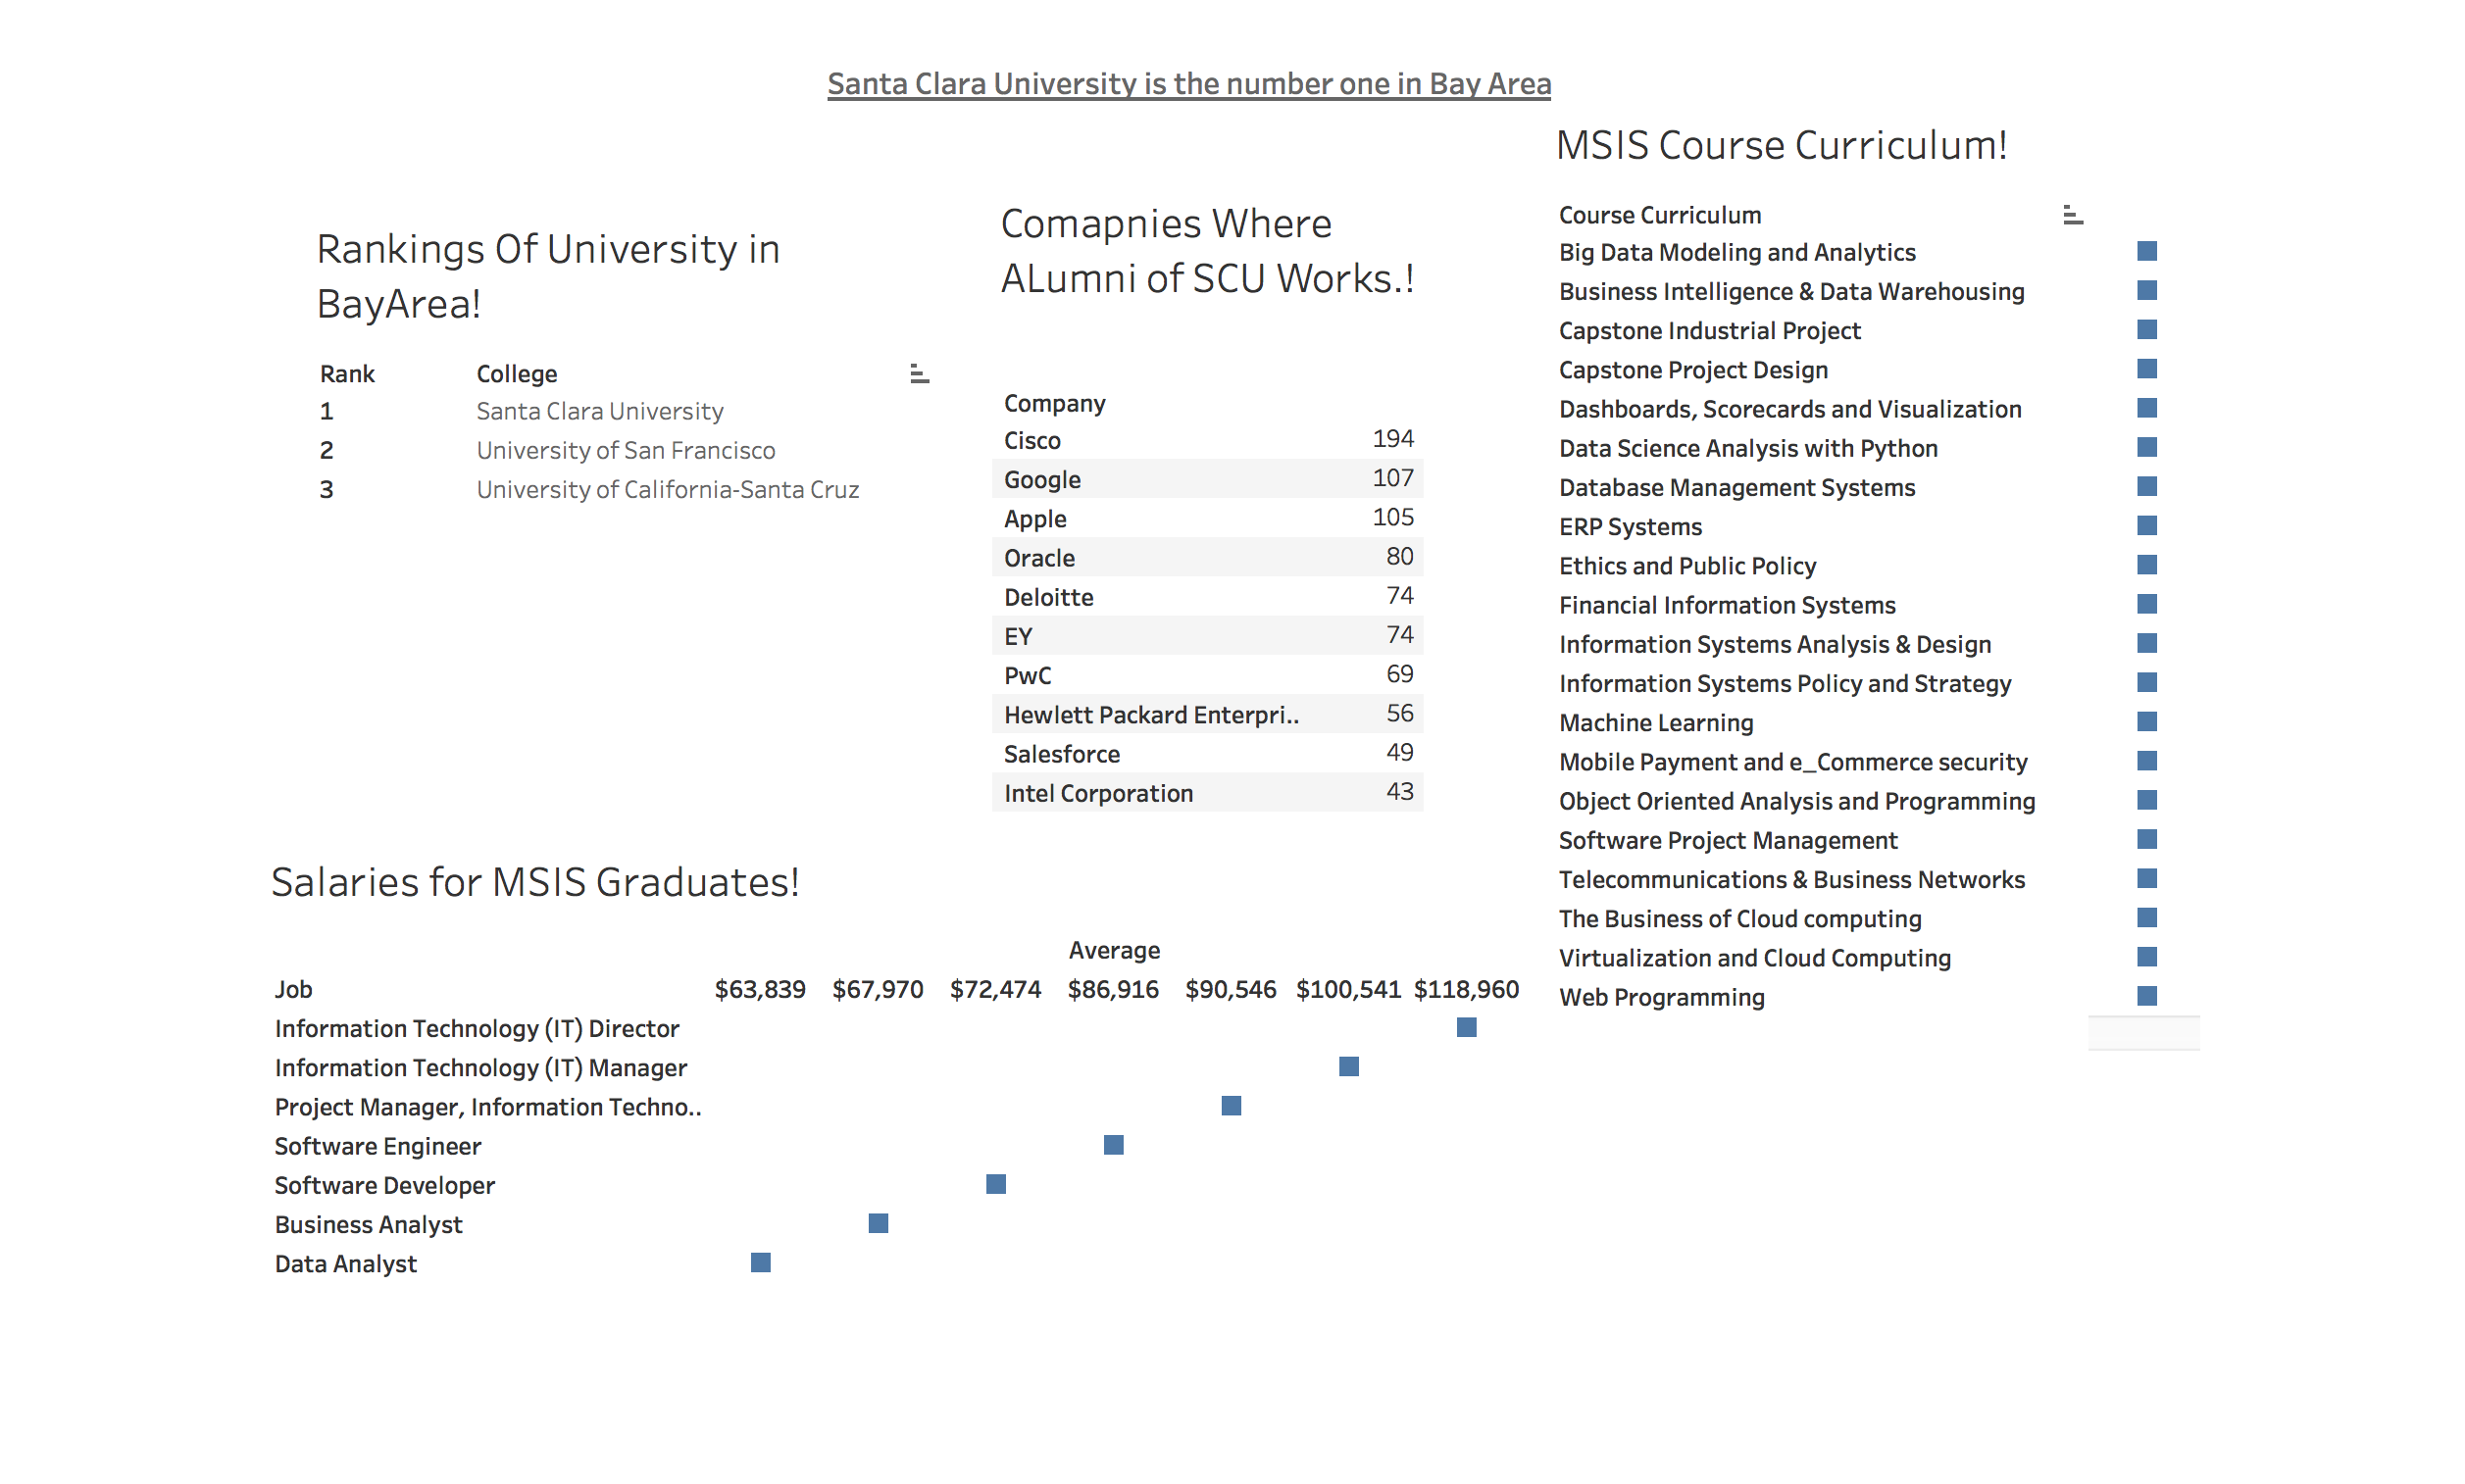 Santa Clara University is the number one in Bay Area
Rankings Of University in
BayArea!
Rank College
1 Santa Clara University
2 University of San Francisco
3 University of California-Santa Cruz
Comapnies Where
ALumni of SCU Works.!
Company
Cisco 194
Google 107
Apple 105
Oracle 80
Deloitte 74
EY 74
PwC 69
Hewlett Packard Enterpri.. 56
Salesforce 49
Intel Corporation 43
MSIS Course Curriculum!
Course Curriculum
Big Data Modeling and Analytics
Business Intelligence & Data Warehousing
Capstone Industrial Project
Capstone Project Design
Dashboards, Scorecards and Visualization
Data Science Analysis with Python
Database Management Systems
ERP Systems
Ethics and Public Policy
Financial Information Systems
Information Systems Analysis & Design
Information Systems Policy and Strategy
Machine Learning
Mobile Payment and e_Commerce security
Object Oriented Analysis and Programming
Software Project Management
Telecommunications & Business Networks
The Business of Cloud computing
Virtualization and Cloud Computing
Web Programming
Salaries for MSIS Graduates!
Average
Job $63,839 $67,970 $72,474 $86,916 $90,546 $100,541 $118,960
Information Technology (IT) Director
Information Technology (IT) Manager
Project Manager, Information Techno..
Software Engineer
Software Developer
Business Analyst
Data Analyst